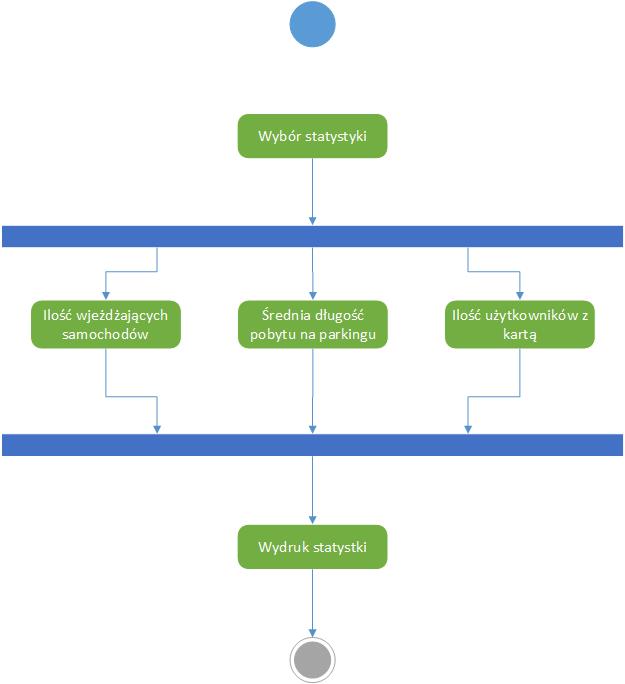 Wybór statystyki
Ilość wjeżdżających
samochodów
Średnia długość
pobytu na parkingu
Ilość użytkowników z
kartą
Wydruk statystki